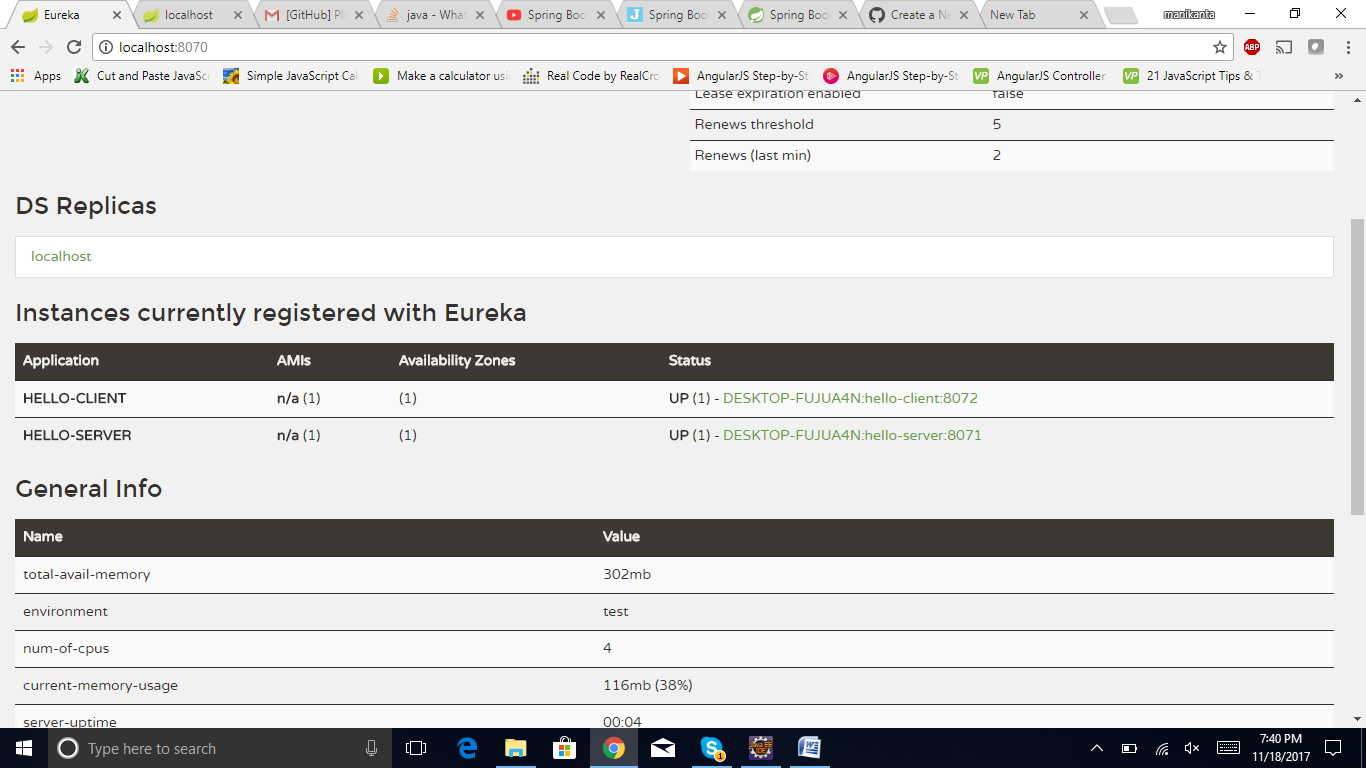 Eureka
localhost
[GitHub] Pl
java - Wha
Spring Boo
Spring Boo
Spring Boo
Create a Ne
New Tab
manikanta
localhost:8070
ABP
Apps
Cut and Paste JavaScr
Simple JavaScript Cal
Make a calculator usi
Real Code by RealCro
AngularJS Step-by-St
AngularJS Step-by-St
VP
AngularJS Controller
VP
21 JavaScript Tips &
»
Lease expiration enabled false
Renews threshold 5
Renews (last min) 2
DS Replicas
localhost
Instances currently registered with Eureka
Application AMIs Availability Zones Status
HELLO-CLIENT n/a (1) (1) UP (1) - DESKTOP-FUJUA4N:hello-client:8072
HELLO-SERVER n/a (1) (1) UP (1) - DESKTOP-FUJUA4N:hello-server:8071
General Info
Name Value
total-avail-memory 302mb
environment test
num-of-cpus 4
current-memory-usage 116mb (38%)
server-uptime 00:04
Type here to search
7:40 PM
11/18/2017